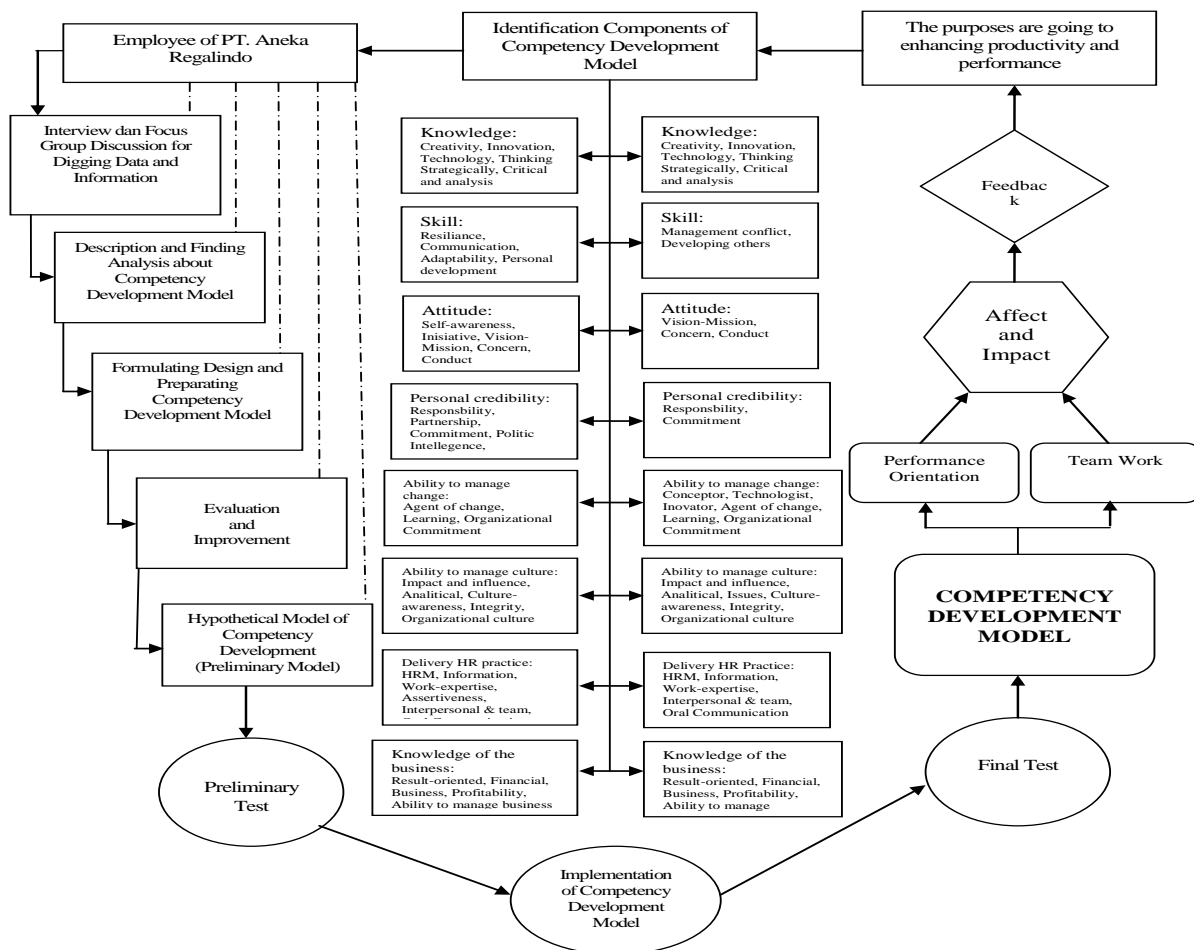 Employee of PT. Aneka
Regalindo
Identification Components of
Competency Development
Model
The purposes are going to
enhancing productivity and
performance
Interview dan Focus
Group Discussion for
Digging Data and
Information
Description and Finding
Analysis about
Competency
Development Model
Formulating Design and
Preparating
Competency
Development Model
Evaluation
and
Improvement
Hypothetical Model of
Competency
Development
(Preliminary Model)
Preliminary
Test
Knowledge:
Creativity, Innovation,
Technology, Thinking
Strategically, Critical
and analysis
Skill:
Resiliance,
Communication,
Adaptability, Personal
development
Attitude:
Self-awareness,
Inisiative, Vision-
Mission, Concern,
Conduct
Personal credibility:
Responsbility,
Partnership,
Commitment, Politic
Intellegence,
Ability to manage
change:
Agent of change,
Learning, Organizational
Commitment
Ability to manage culture:
Impact and influence,
Analitical, Culture-
awareness, Integrity,
Organizational culture
Delivery HR practice:
HRM, Information,
Work-expertise,
Assertiveness,
Interpersonal & team,
Knowledge of the
business:
Result-oriented, Financial,
Business, Profitability,
Ability to manage business
Knowledge:
Creativity, Innovation,
Technology, Thinking
Strategically, Critical
and analysis
Skill:
Management conflict,
Developing others
Attitude:
Vision-Mission,
Concern, Conduct
Personal credibility:
Responsbility,
Commitment
Ability to manage change:
Conceptor, Technologist,
Inovator, Agent of change,
Learning, Organizational
Commitment
Ability to manage culture:
Impact and influence,
Analitical, Issues, Culture-
awareness, Integrity,
Organizational culture
Delivery HR Practice:
HRM, Information,
Work-expertise,
Interpersonal & team,
Oral Communication
Knowledge of the
business:
Result-oriented, Financial,
Business, Profitability,
Ability to manage
Implementation
of Competency
Development
Model
Feedbac
k
Affect
and
Impact
Performance
Orientation
Team Work
COMPETENCY
DEVELOPMENT
MODEL
Final Test